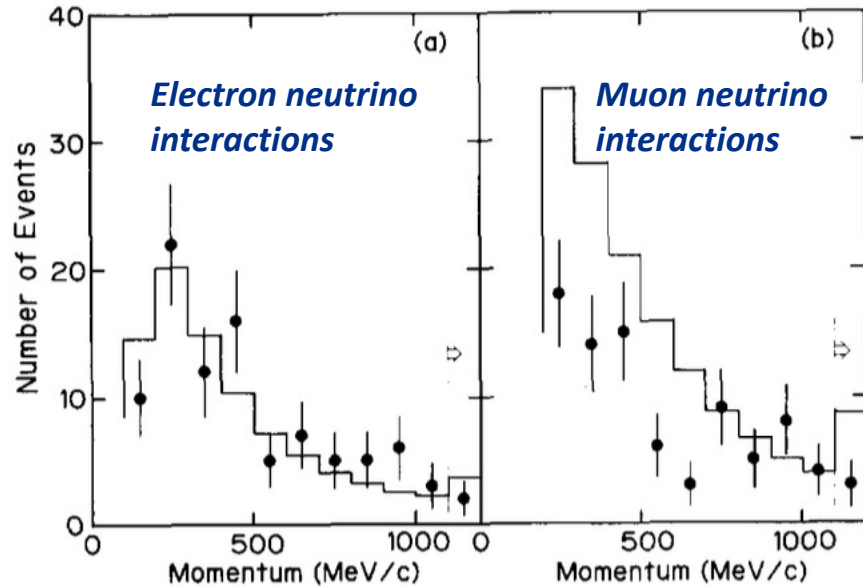 40
30
20
10
0
Number of Events
(a)
Electron neutrino
interactions
0
500
1000
Momentum (MeV/c)
(b)
Muon neutrino
interactions
0
500
1000
Momentum (MeV/c)